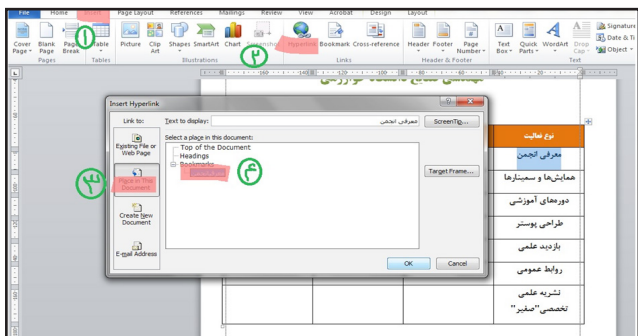 File Home Insert Page Layout References Mailings Review View Acrobat Design Layout
Cover Page Blank Page Page Break Table Picture Clip Art Shapes SmartArt Chart Screenshot Hyperlink Bookmark Cross-reference Header Footer Page Number Text Box Quick Parts WordArt Drop Cap Signature
Date & Ti
Object
Pages Tables Illustrations Links Header & Footer Text
۱
۲
Insert Hyperlink
Link to:
Text to display: معرفی انجمن
ScreenTip...
Select a place in this document:
Existing File or Web Page
Top of the Document
Headings
Bookmarks
Target Frame...
۳
Place in This Document
۴
Create New Document
E-mail Address
OK Cancel
نوع فعالیت
معرفی انجمن
همایش‌ها و سمینارها
دوره‌های آموزشی
طراحی پوستر
بازدید علمی
روابط عمومی
نشریه علمی
تخصصی"صفیر"